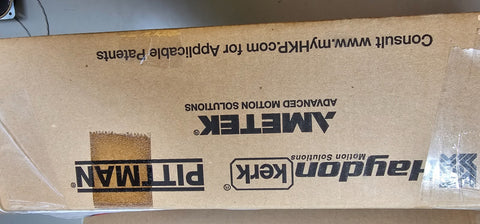 Haydon kerk® PITTMAN®
Motion Solutions
AMETEK®
ADVANCED MOTION SOLUTIONS
Consult www.myHKP.com for Applicable Patents